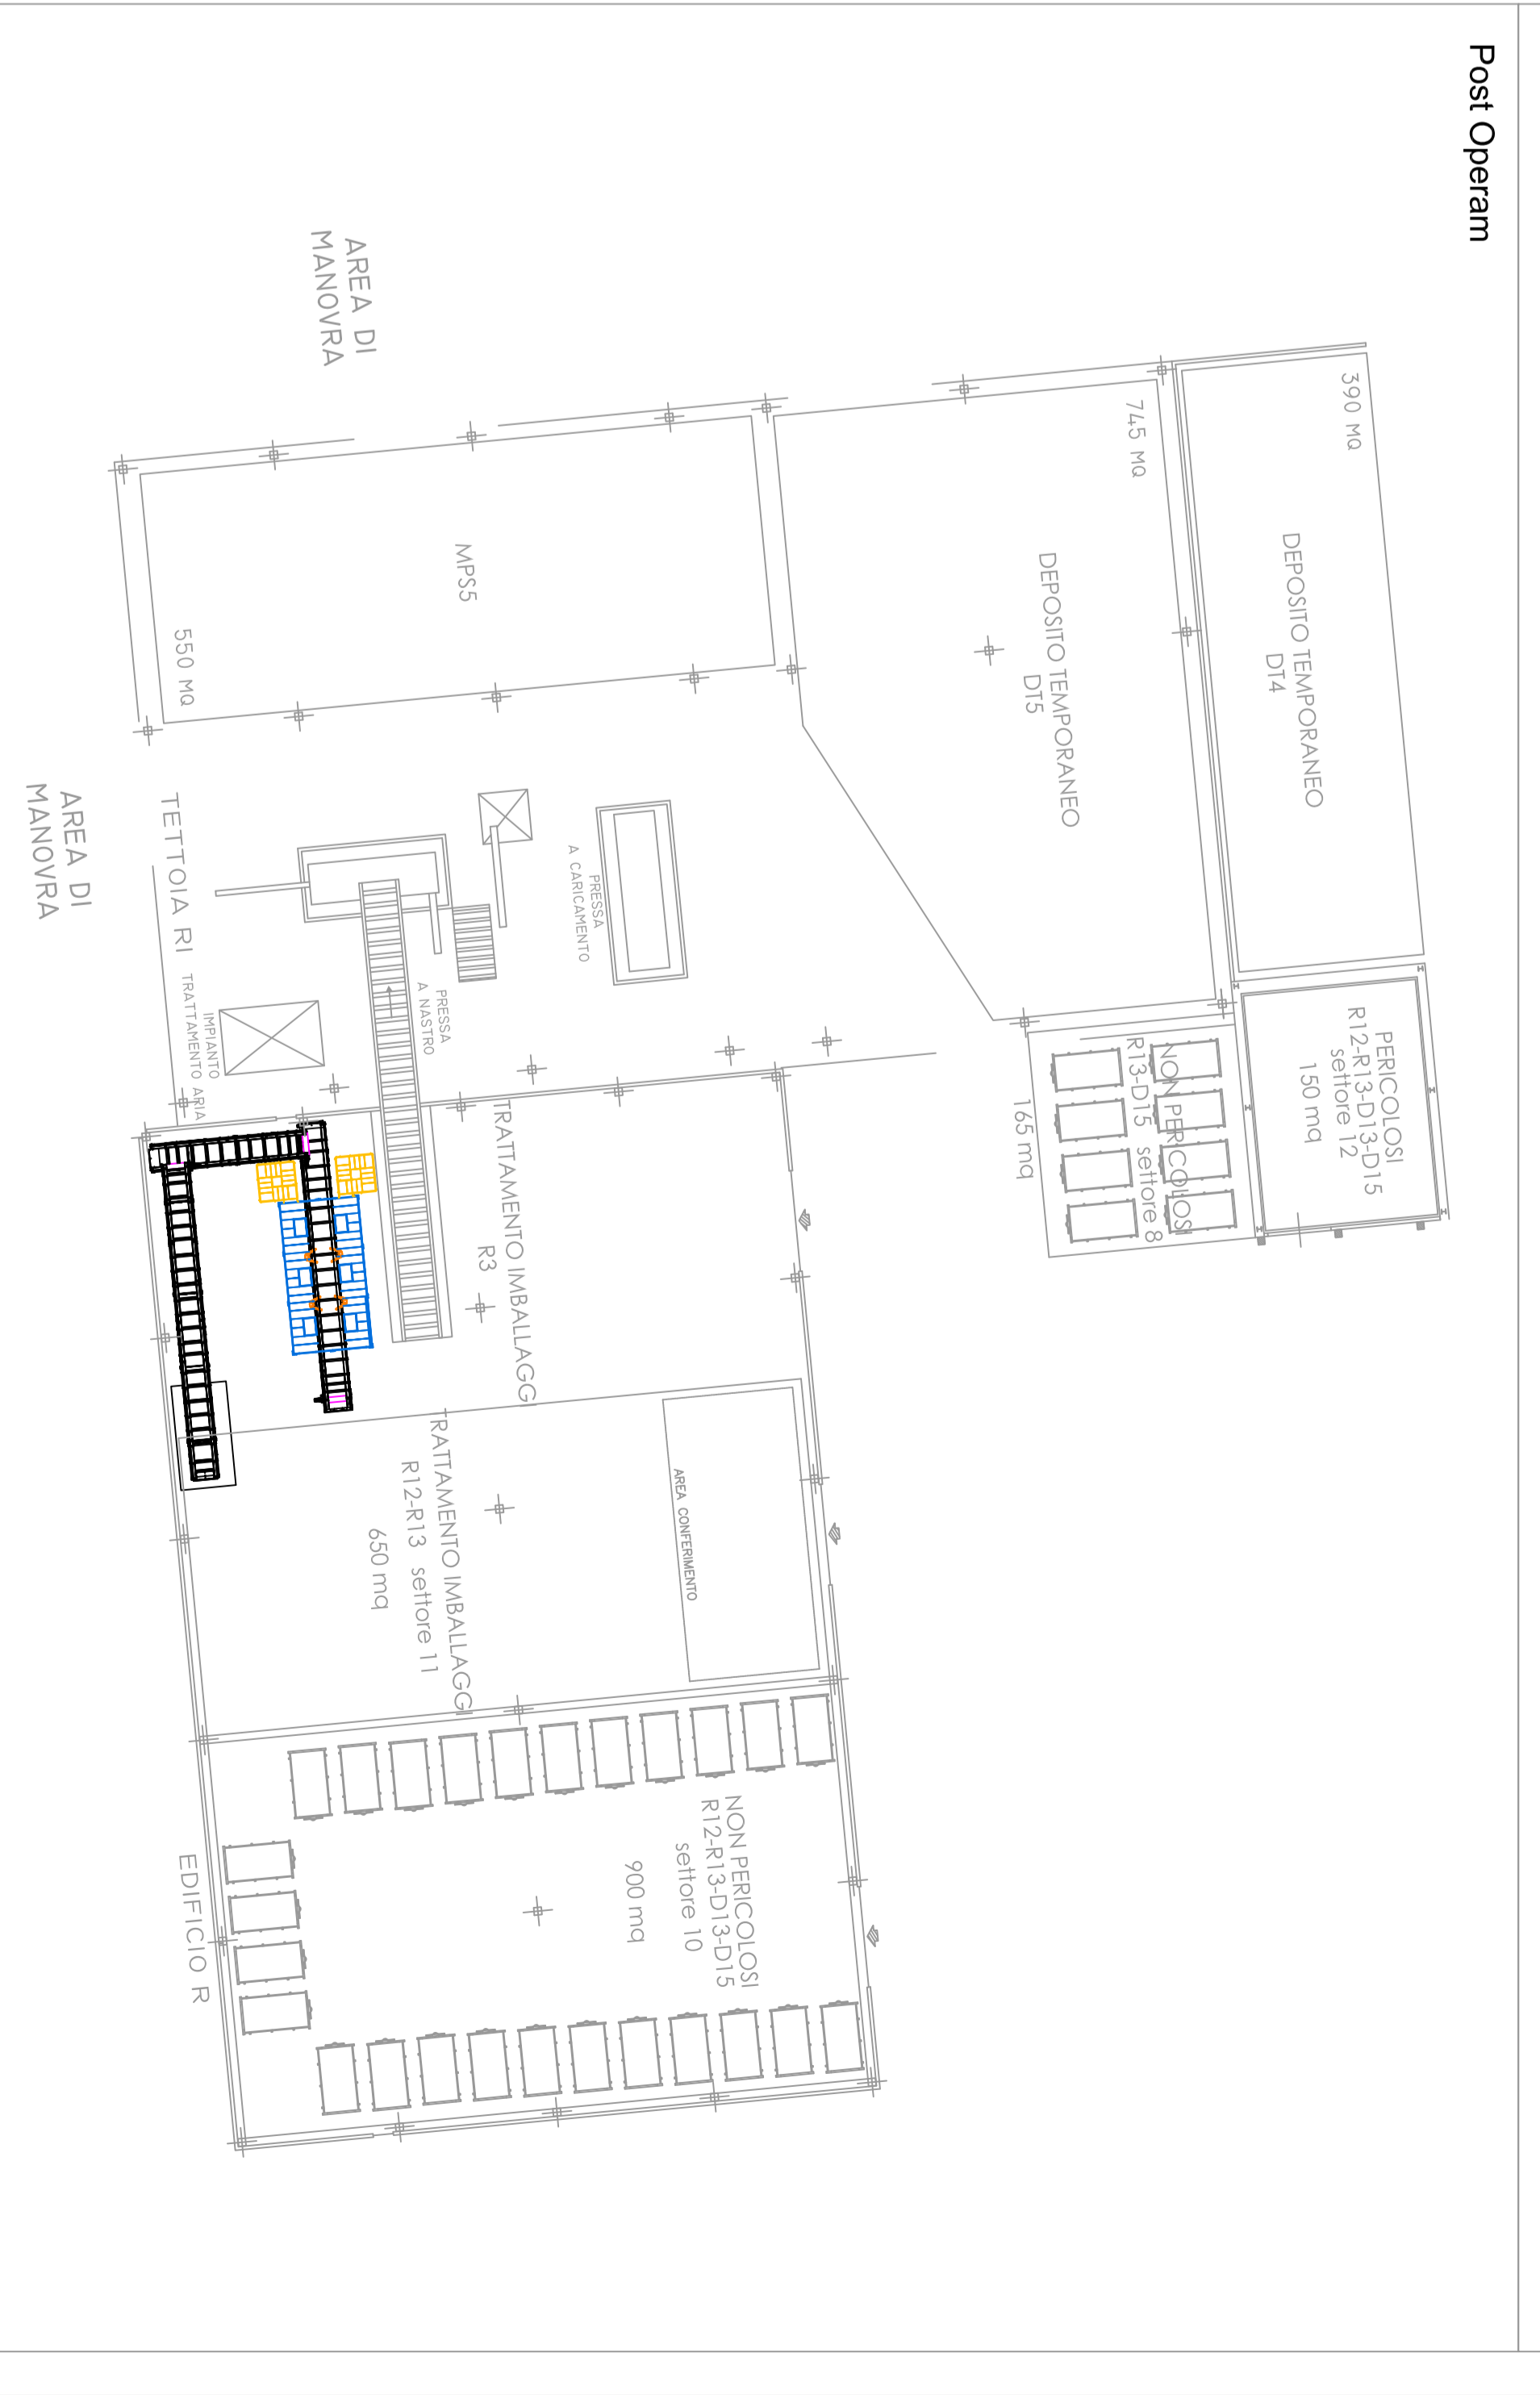 Post Operam
390 MQ
DEPOSITO TEMPORANEO
DT4
PERICOLOSI
R12-R13-D13-D15
settore 12
150 mq
745 MQ
DEPOSITO TEMPORANEO
DT5
NON PERICOLOSI
R13-D15 settore 8
165 mq
AREA DI
MANOVRA
MPS5
550 MQ
PRESSA
A CARICAMENTO
PRESSA
A NASTRO
TRATTAMENTO IMBALLAGGI
R3
AREA CONFERIMENTO
TRATTAMENTO IMBALLAGGI
R12-R13 settore 11
650 mq
NON PERICOLOSI
R12-R13-D13-D15
settore 10
900 mq
TETTOIA RI
IMPIANTO
TRATTAMENTO ARIA
EDIFICIO R
AREA DI
MANOVRA